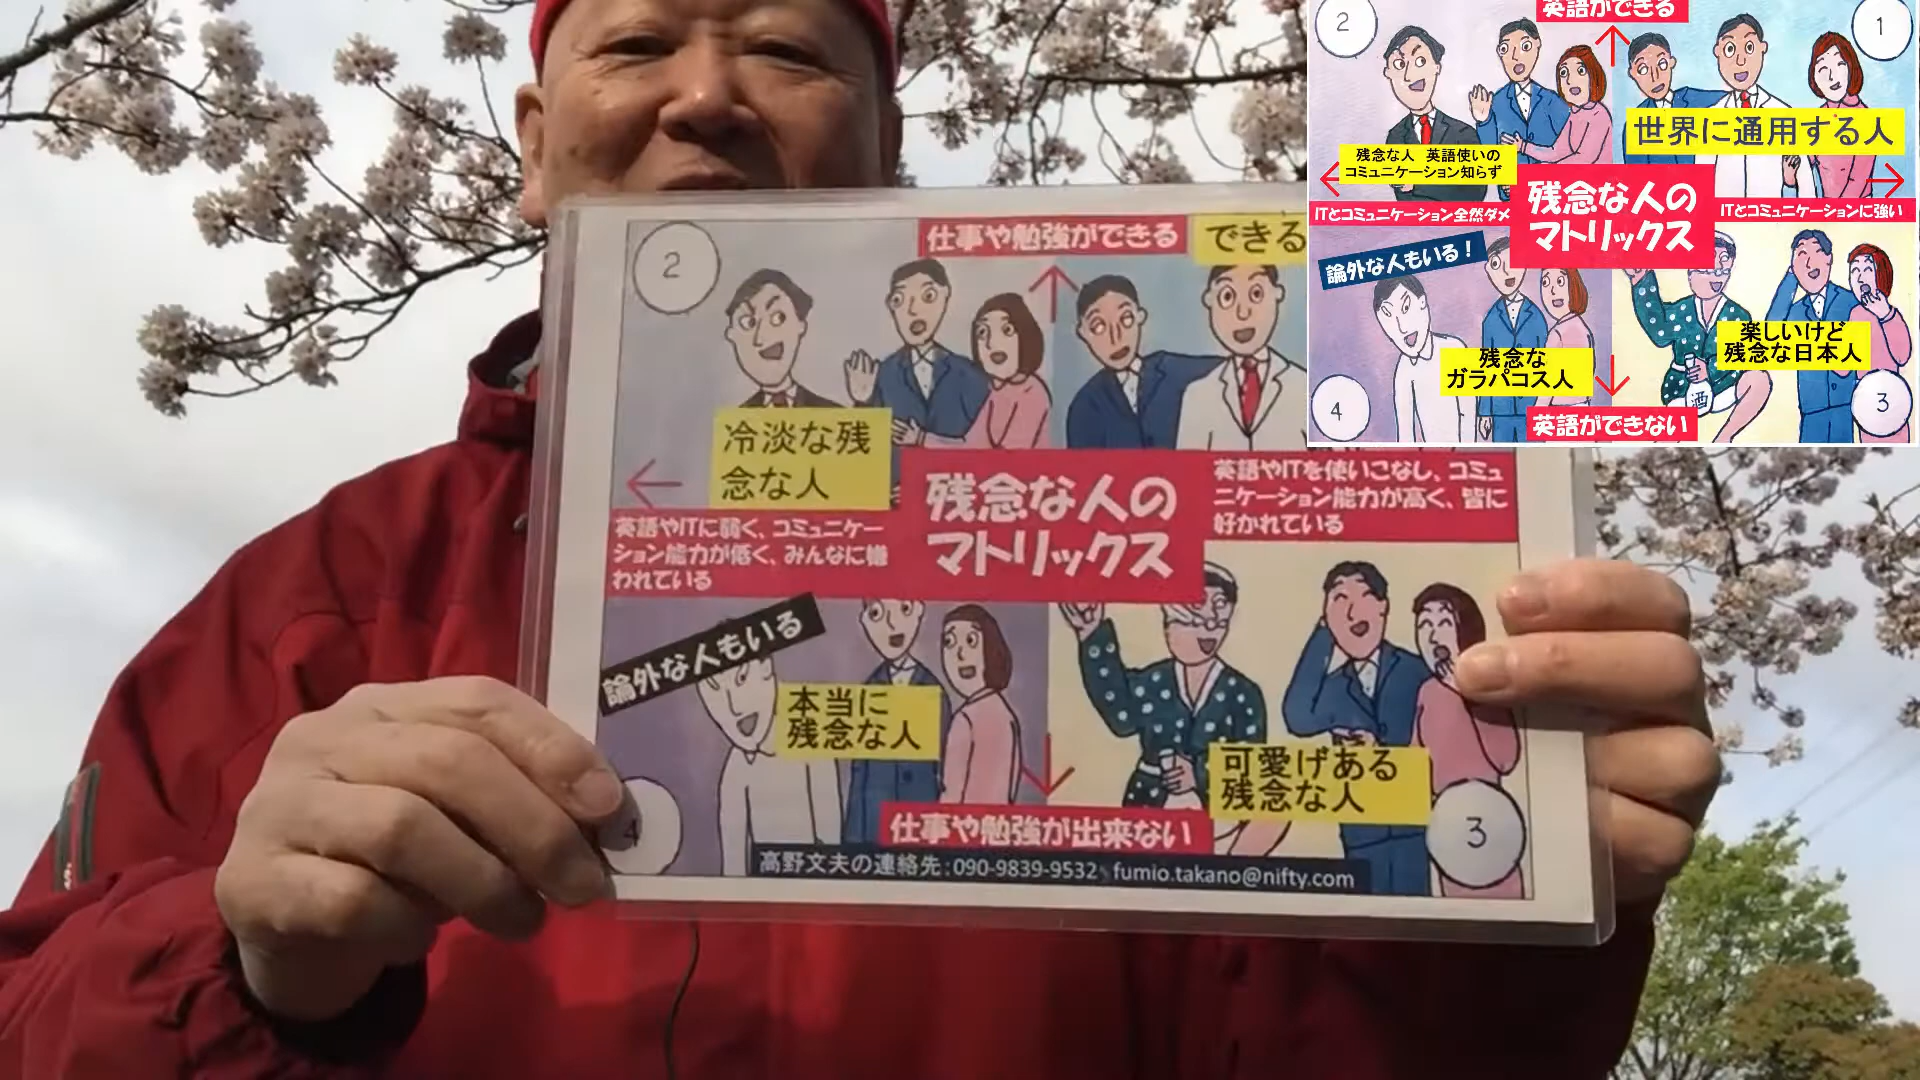 仕事や勉強ができる
できる
2
冷淡な残
念な人
残念な人の
マトリックス
英語やITを使いこなし、コミュ
ニケーション能力が高く、皆に
好かれている
英語やITに弱く、コミュニケー
ション能力が低く、みんなに嫌
われている
論外な人もいる
本当に
残念な人
可愛げある
残念な人
4
3
仕事や勉強が出来ない
高野文夫の連絡先:090-9839-9532、fumio.takano@nifty.com
2
英語ができる
1
世界に通用する人
残念な人 英語使いの
コミュニケーション知らず
残念な人の
マトリックス
ITとコミュニケーション全然ダメ
ITとコミュニケーションに強い
論外な人もいる!
残念な
ガラパコス人
楽しいけど
残念な日本人
酒
4
3
英語ができない